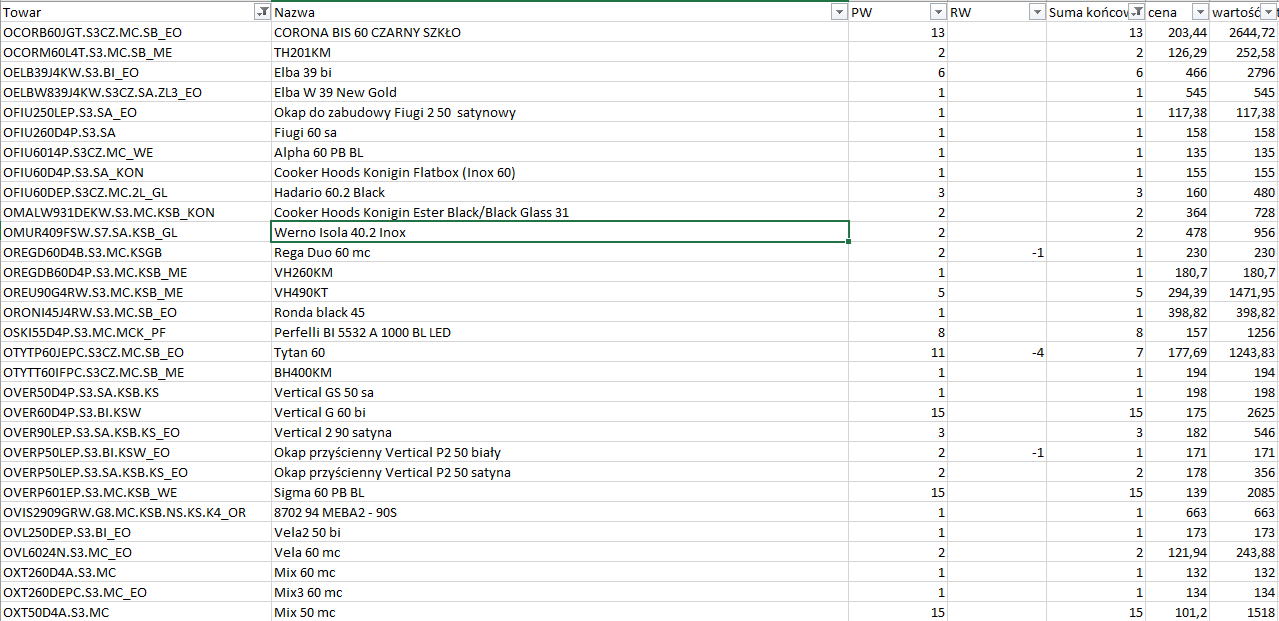 Towar Nazwa PW RW Suma końcow cena wartość
OCORB60JGT.S3CZ.MC.SB_EO CORONA BIS 60 CZARNY SZKŁO 13 13 203,44 2644,72
OCORM60L4T.S3.MC.SB_ME TH201KM 2 2 126,29 252,58
OELB39J4KW.S3.BI_EO Elba 39 bi 6 6 466 2796
OELBW839J4KW.S3CZ.SA.ZL3_EO Elba W 39 New Gold 1 1 545 545
OFIU250LEP.S3.SA_EO Okap do zabudowy Fiugi 2 50 satynowy 1 1 117,38 117,38
OFIU260D4P.S3.SA Fiugi 60 sa 1 1 158 158
OFIU6014P.S3CZ.MC_WE Alpha 60 PB BL 1 1 135 135
OFIU60D4P.S3.SA_KON Cooker Hoods Konigin Flatbox (Inox 60) 1 1 155 155
OFIU60DEP.S3CZ.MC.2L_GL Hadario 60.2 Black 3 3 160 480
OMALW931DEKW.S3.MC.KSB_KON Cooker Hoods Konigin Ester Black/Black Glass 31 2 2 364 728
OMUR409FSW.S7.SA.KSB_GL Werno Isola 40.2 Inox 2 2 478 956
OREGD60D4B.S3.MC.KSGB Rega Duo 60 mc 2 -1 1 230 230
OREGDB60D4P.S3.MC.KSB_ME VH260KM 1 1 180,7 180,7
OREU90G4RW.S3.MC.KSB_ME VH490KT 5 5 294,39 1471,95
ORONI45J4RW.S3.MC.SB_EO Ronda black 45 1 1 398,82 398,82
OSKI55D4P.S3.MC.MCK_PF Perfelli BI 5532 A 1000 BL LED 8 8 157 1256
OTYTP60JEPC.S3CZ.MC.SB_EO Tytan 60 11 -4 7 177,69 1243,83
OTYTT60IFPC.S3CZ.MC.SB_ME BH400KM 1 1 194 194
OVER50D4P.S3.SA.KSB.KS Vertical GS 50 sa 1 1 198 198
OVER60D4P.S3.BI.KSW Vertical G 60 bi 15 15 175 2625
OVER90LEP.S3.SA.KSB.KS_EO Vertical 2 90 satyna 3 3 182 546
OVERP50LEP.S3.BI.KSW_EO Okap przyścienny Vertical P2 50 biały 2 -1 1 171 171
OVERP50LEP.S3.SA.KSB.KS_EO Okap przyścienny Vertical P2 50 satyna 2 2 178 356
OVERP601EP.S3.MC.KSB_WE Sigma 60 PB BL 15 15 139 2085
OVIS2909GRW.G8.MC.KSB.NS.KS.K4_OR 8702 94 MEBA2 - 90S 1 1 663 663
OVL250DEP.S3.BI_EO Vela2 50 bi 1 1 173 173
OVL6024N.S3.MC_EO Vela 60 mc 2 2 121,94 243,88
OXT260D4A.S3.MC Mix 60 mc 1 1 132 132
OXT260DEPC.S3.MC_EO Mix3 60 mc 1 1 134 134
OXT50D4A.S3.MC Mix 50 mc 15 15 101,2 1518